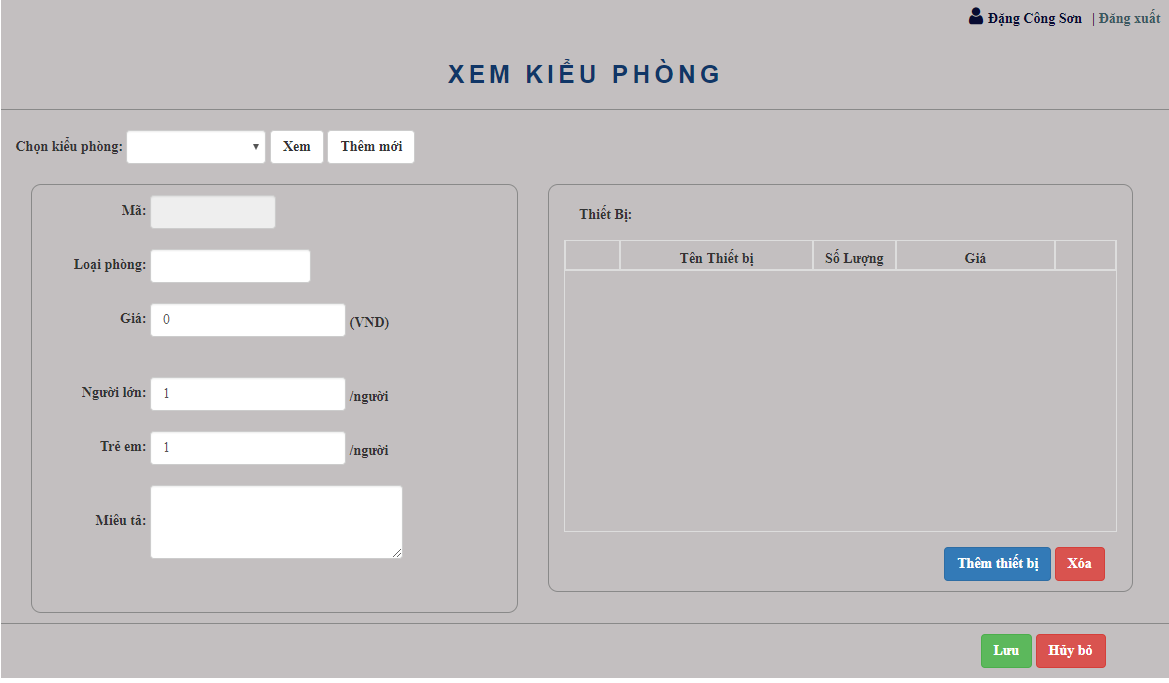 Đặng Công Sơn | Đăng xuất
XEM KIỂU PHÒNG
Chọn kiểu phòng: Xem Thêm mới
Mã:
Loại phòng:
Giá: 0 (VND)
Người lớn: 1 /người
Trẻ em: 1 /người
Miêu tả:
Thiết Bị:
Tên Thiết bị Số Lượng Giá
Thêm thiết bị Xóa
Lưu Hủy bỏ